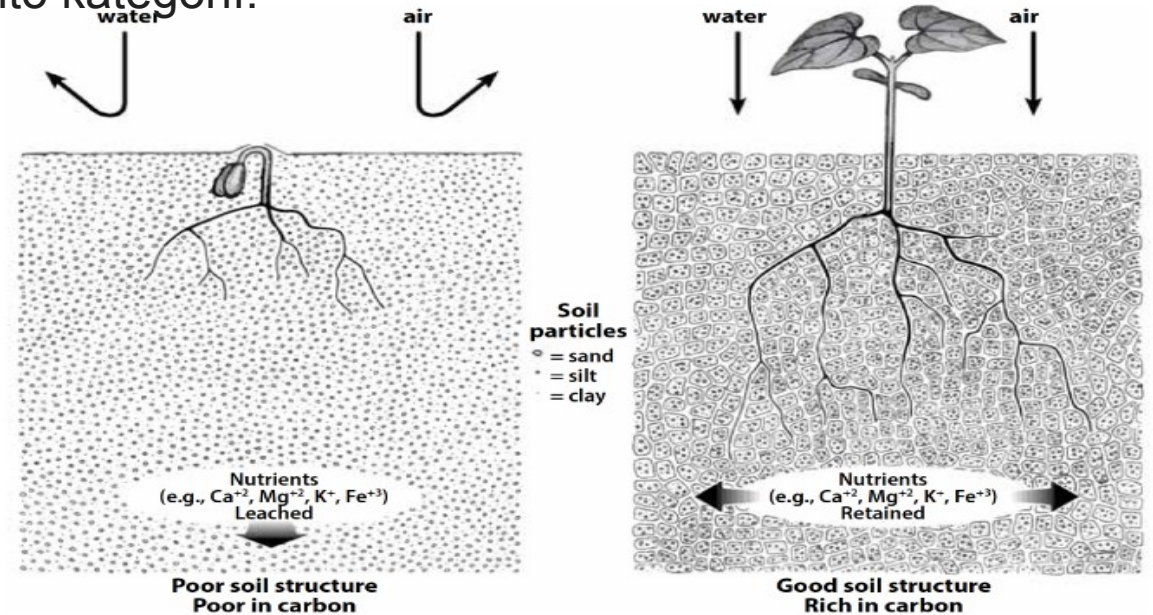 kategorii.
water
air
Nutrients
(e.g., Ca+2, Mg+2, K+, Fe+3)
Leached
Poor soil structure
Poor in carbon
Soil
particles
= sand
= silt
= clay
water
air
Nutrients
(e.g., Ca+2, Mg+2, K+, Fe+3)
Retained
Good soil structure
Rich in carbon